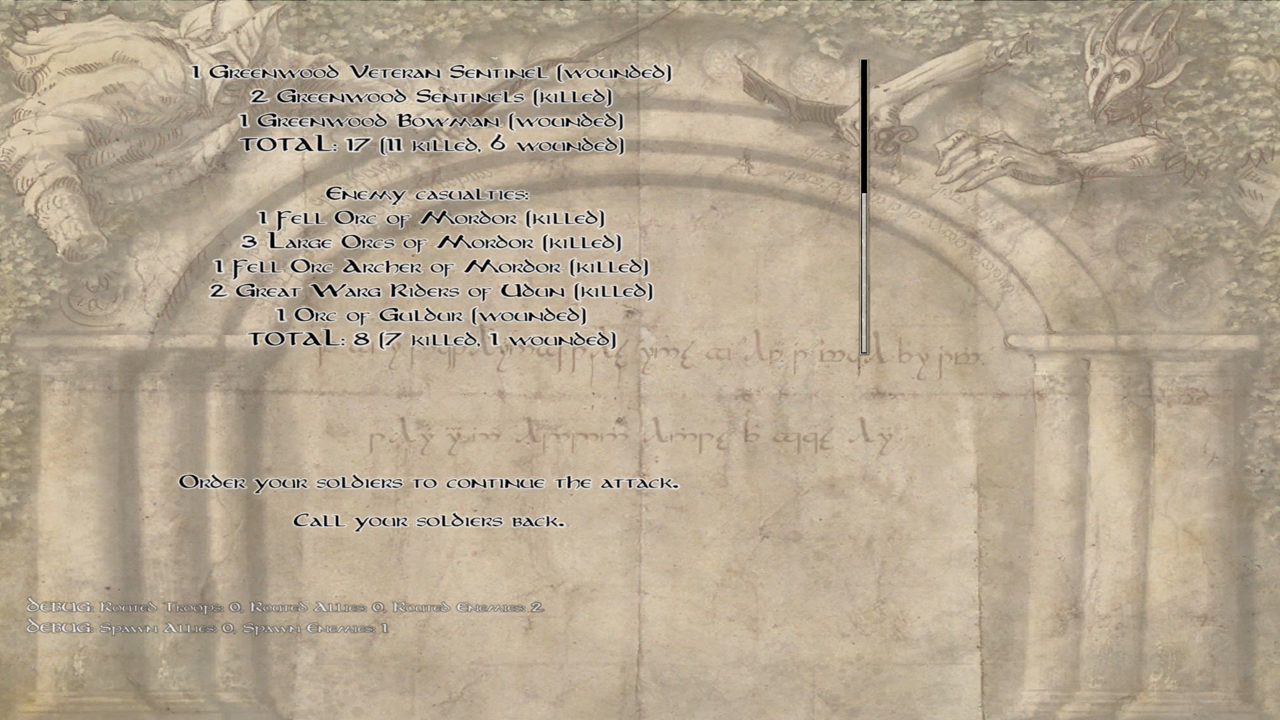 1 Greenwood Veteran Sentinel (wounded)
2 Greenwood Sentinels (killed)
1 Greenwood Bowman (wounded)
TOTAL: 17 (11 killed, 6 wounded)
Enemy casualties:
1 Fell Orc of Mordor (killed)
3 Large Orcs of Mordor (killed)
1 Fell Orc Archer of Mordor (killed)
2 Great Warg Riders of Udun (killed)
1 Orc of Guldur (wounded)
TOTAL: 8 (7 killed, 1 wounded)
Order your soldiers to continue the attack.
Call your soldiers back.
DEBUG: Routed Troops: 0, Routed Allies: 0, Routed Enemies: 2
DEBUG: Spawn Allies: 0, Spawn Enemies: 1